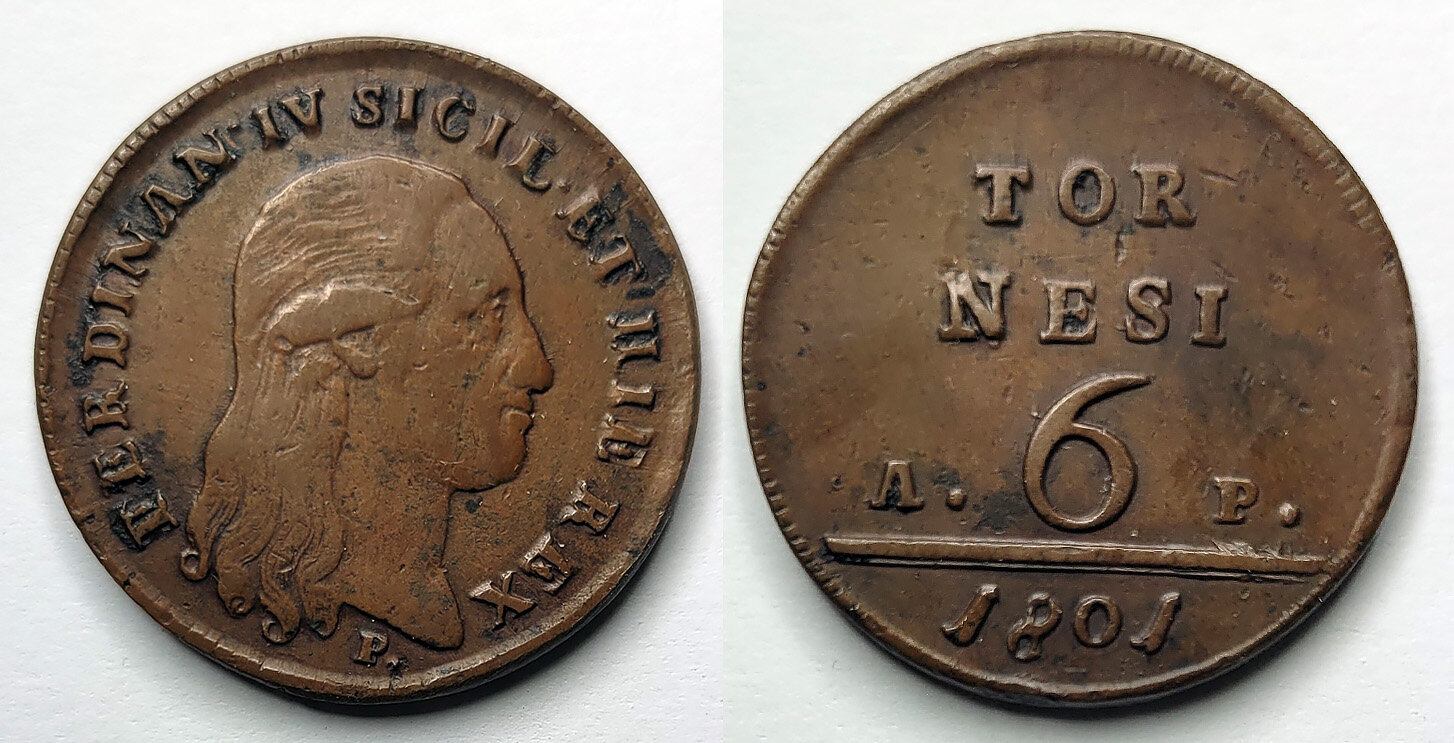 FERDINAN·IV SICIL·ET HIE REX
P.
TOR
NESI
6
A. P.
1801